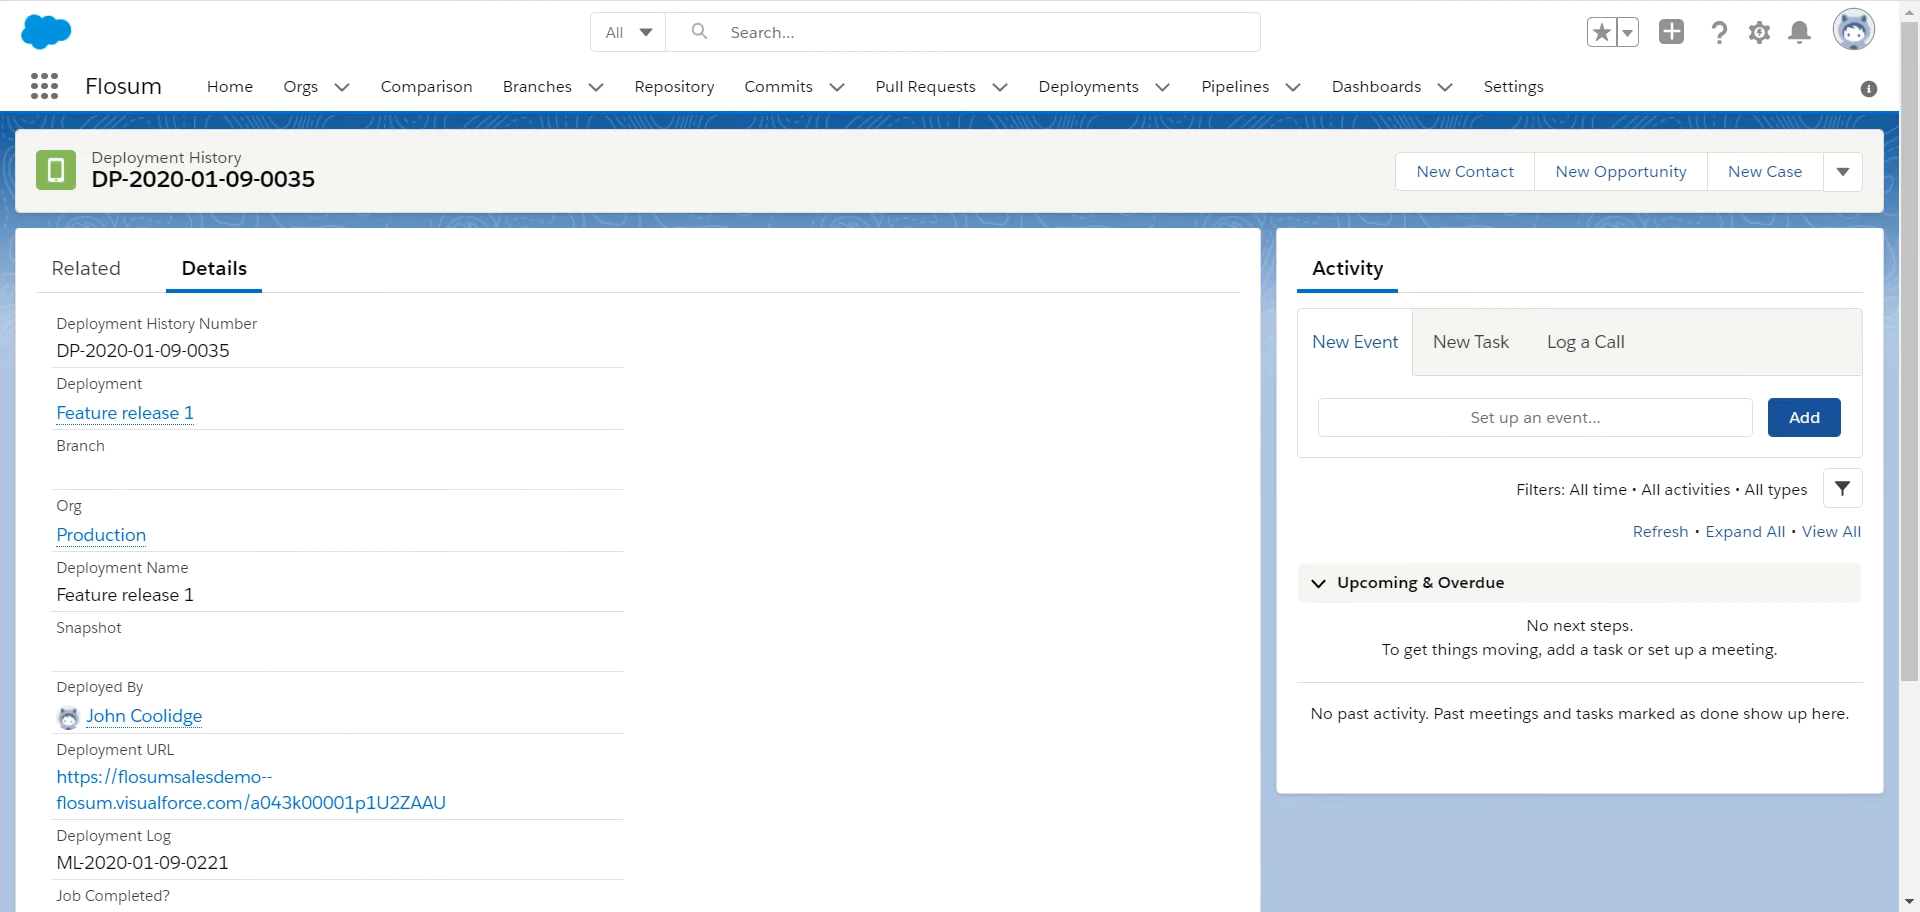 All
Search...
Flosum
Home
Orgs
Comparison
Branches
Repository
Commits
Pull Requests
Deployments
Pipelines
Dashboards
Settings
Deployment History
DP-2020-01-09-0035
New Contact
New Opportunity
New Case
Related
Details
Deployment History Number
DP-2020-01-09-0035
Deployment
Feature release 1
Branch
Org
Production
Deployment Name
Feature release 1
Snapshot
Deployed By
John Coolidge
Deployment URL
https://flosumsalesdemo--
flosum.visualforce.com/a043k00001p1U2ZAAU
Deployment Log
ML-2020-01-09-0221
Job Completed?
Activity
New Event
New Task
Log a Call
Set up an event...
Add
Filters: All time • All activities • All types
Refresh • Expand All • View All
Upcoming & Overdue
No next steps.
To get things moving, add a task or set up a meeting.
No past activity. Past meetings and tasks marked as done show up here.